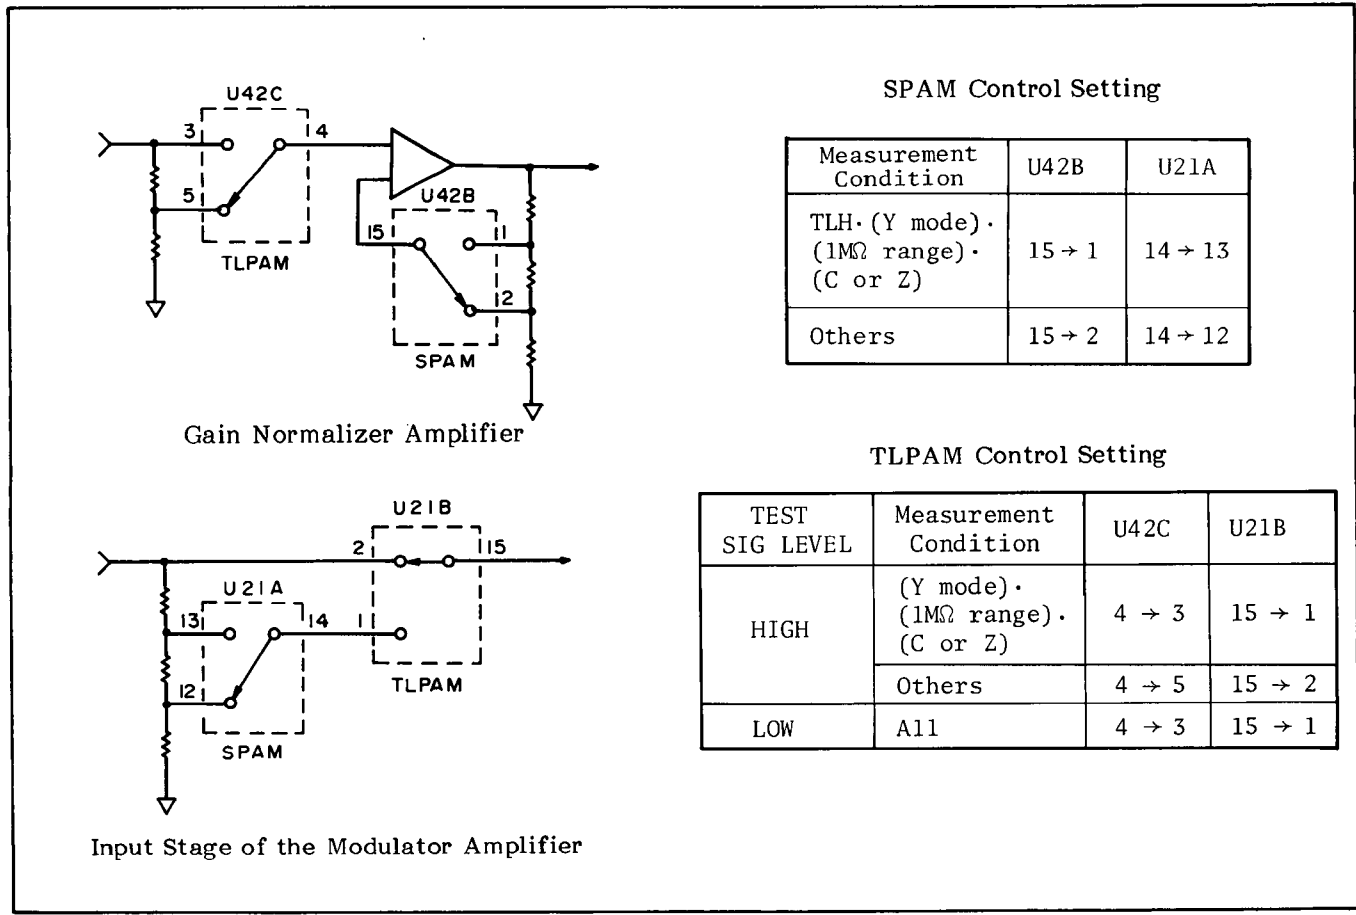 U42C
3
4
5
TLPAM
U42B
15
1
2
SPAM
Gain Normalizer Amplifier
U21B
2
15
U21A
13
14
1
12
TLPAM
SPAM
Input Stage of the Modulator Amplifier
SPAM Control Setting
Measurement
Condition
U42B
U21A
TLH· (Y mode)·
(1MΩ range)·
(C or Z)
15 → 1
14 → 13
Others
15 → 2
14 → 12
TLPAM Control Setting
TEST
SIG LEVEL
Measurement
Condition
U42C
U21B
HIGH
(Y mode)·
(1MΩ range)·
(C or Z)
4 → 3
15 → 1
Others
4 → 5
15 → 2
LOW
All
4 → 3
15 → 1